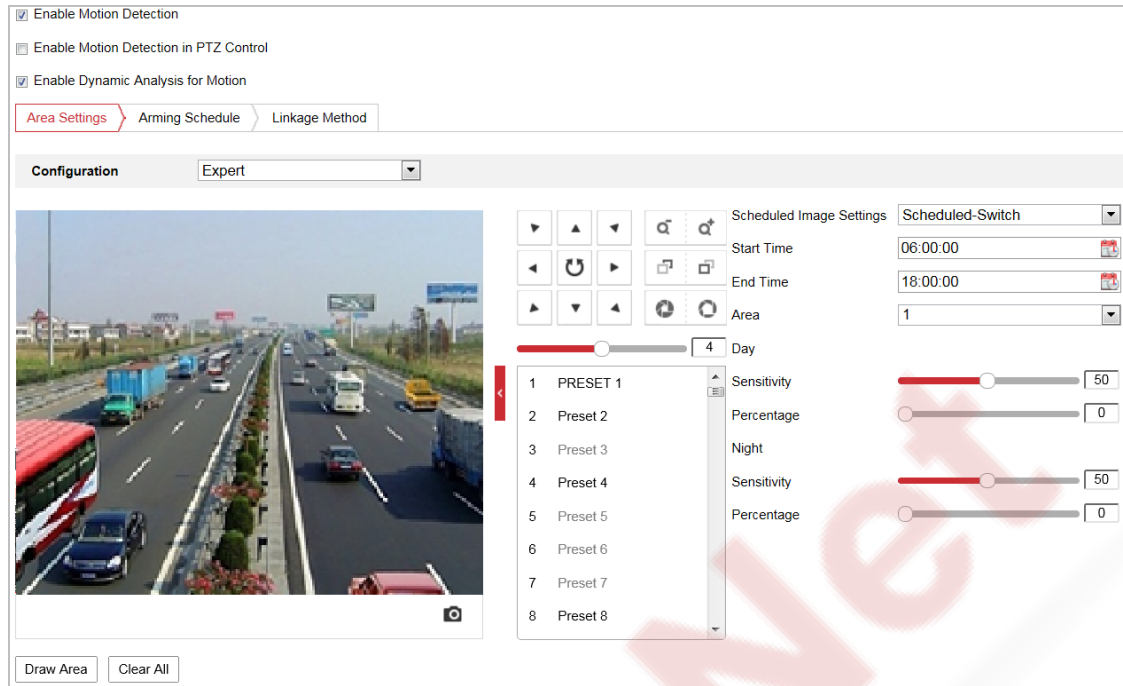 Enable Motion Detection
Enable Motion Detection in PTZ Control
Enable Dynamic Analysis for Motion
Area Settings Arming Schedule Linkage Method
Configuration Expert
Scheduled Image Settings Scheduled-Switch
Start Time 06:00:00
End Time 18:00:00
Area 1
4
Day
Sensitivity 50
Percentage 0
Night
Sensitivity 50
Percentage 0
1 PRESET 1
2 Preset 2
3 Preset 3
4 Preset 4
5 Preset 5
6 Preset 6
7 Preset 7
8 Preset 8
Draw Area Clear All
Net